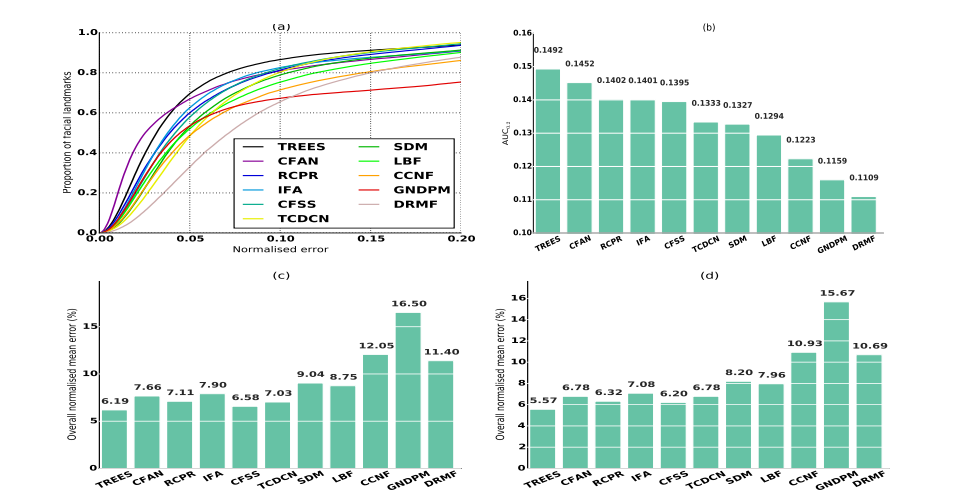 (a)
Proportion of facial landmarks
1.0
0.8
0.6
0.4
0.2
0.0
0.00 0.05 0.10 0.15 0.20
Normalised error
TREES
CFAN
RCPR
IFA
CFSS
TCDCN
SDM
LBF
CCNF
GNDPM
DRMF
(b)
0.16
0.15
0.14
0.13
0.12
0.11
0.10
0.1492 0.1452 0.1402 0.1401 0.1395 0.1333 0.1327 0.1294 0.1223 0.1159 0.1109
TREES CFAN RCPR IFA CFSS TCDCN SDM LBF CCNF GNDPM DRMF
(c)
Overall normalised mean error (%)
15
10
5
0
6.19 7.66 7.11 7.90 6.58 7.03 9.04 8.75 12.05 16.50 11.40
TREES CFAN RCPR IFA CFSS TCDCN SDM LBF CCNF GNDPM DRMF
(d)
Overall normalised mean error (%)
16
14
12
10
8
6
4
2
0
5.57 6.78 6.32 7.08 6.20 6.78 8.20 7.96 10.93 15.67 10.69
TREES CFAN RCPR IFA CFSS TCDCN SDM LBF CCNF GNDPM DRMF